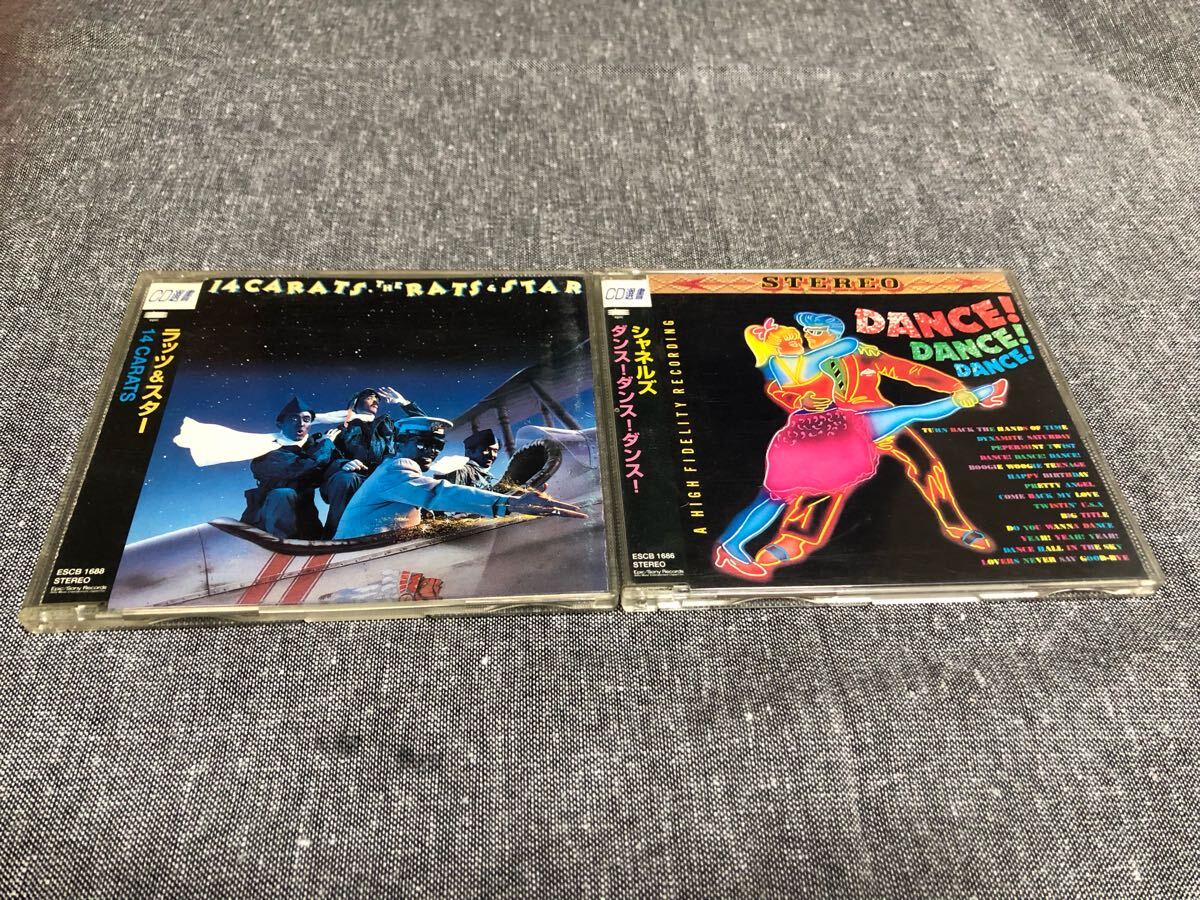 CD選書
ラッツ&スター
14 CARATS
14 CARATS. THE RATS & STAR
ESCB 1688
STEREO
Epic/Sony Records
CD選書
シャネルズ
ダンス!ダンス!ダンス!
ESCB 1686
STEREO
Epic/Sony Records
STEREO
A HIGH FIDELITY RECORDING
DANCE!
DANCE!
DANCE!
TURN BACK THE HANDS OF TIME
DYNAMITE SATURDAY
PEPERMINT TWIST
DANCE! DANCE! DANCE!
BOOGIE WOOGIE TEENAGE
HAPPY BIRTHDAY
PRETTY ANGEL
COME BACK MY LOVE
TWISTIN' U.S.A
BIG TITLE
DO YOU WANNA DANCE
YEAH! YEAH! YEAH!
DANCE HALL IN THE SKY
LOVERS NEVER SAY GOOD-BYE